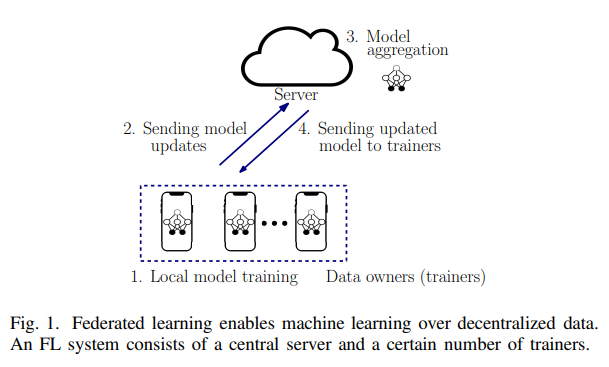 3. Model
aggregation
Server
2. Sending model
updates
4. Sending updated
model to trainers
1. Local model training
Data owners (trainers)
Fig. 1. Federated learning enables machine learning over decentralized data.
An FL system consists of a central server and a certain number of trainers.